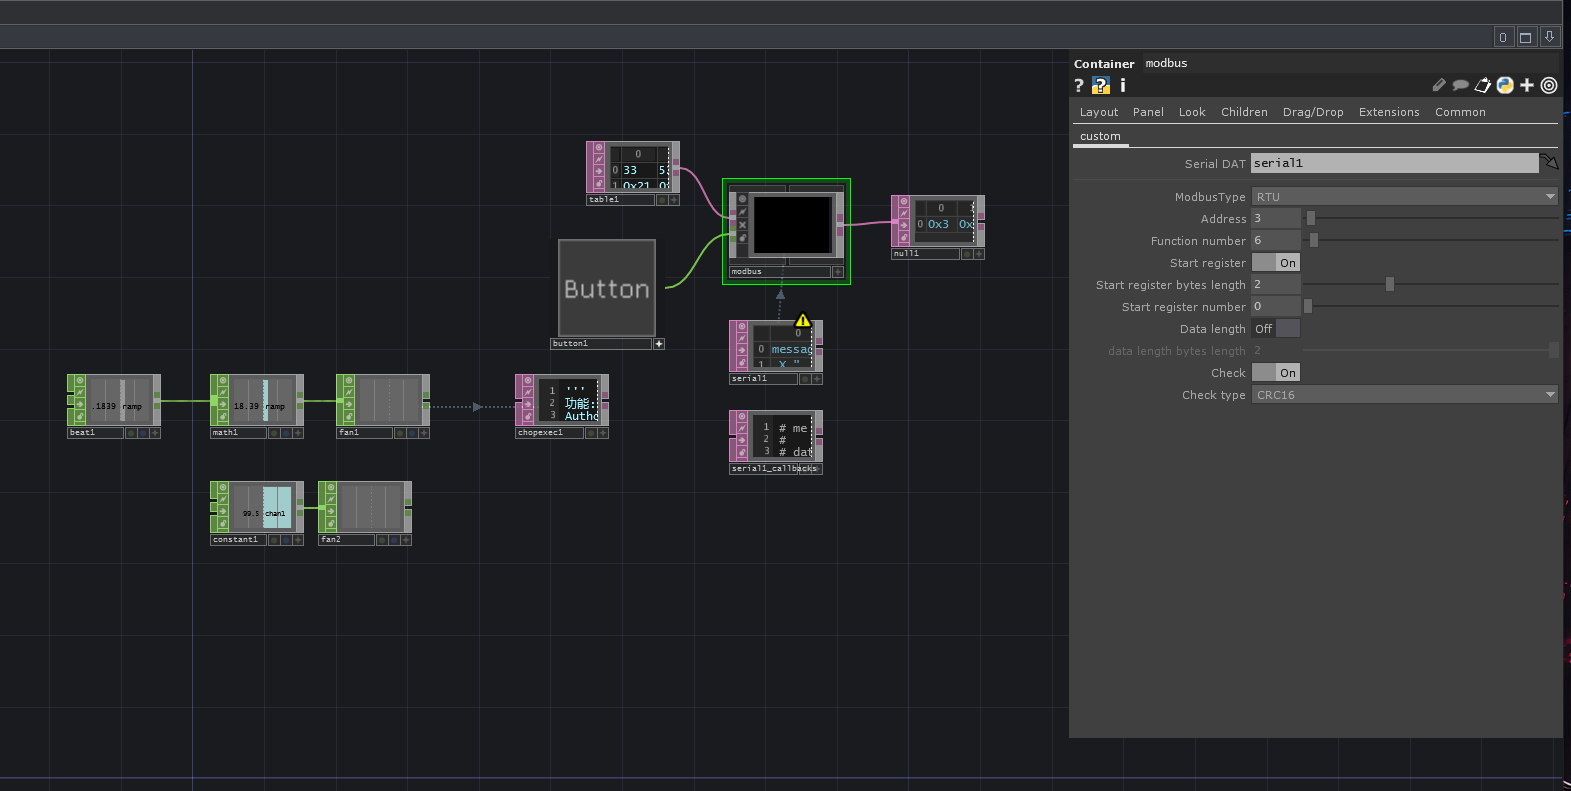 0
Container modbus
? ? i
Layout Panel Look Children Drag/Drop Extensions Common
custom
Serial DAT serial1
ModbusType RTU
Address 3
Function number 6
Start register On
Start register bytes length 2
Start register number 0
Data length Off
data length bytes length 2
Check On
Check type CRC16
0
0 33 5
1 0x21 0
table1
Button
button1
modbus
0
0 0x3 0x
null1
0
0 messag
1 X "
serial1
1 # me
2 #
3 # dat
serial1_callbacks
.1839 ramp
beat1
18.39 ramp
math1
fan1
1 '''
2 功能:
3 Autho
chopexec1
99.5 chan1
constant1
fan2